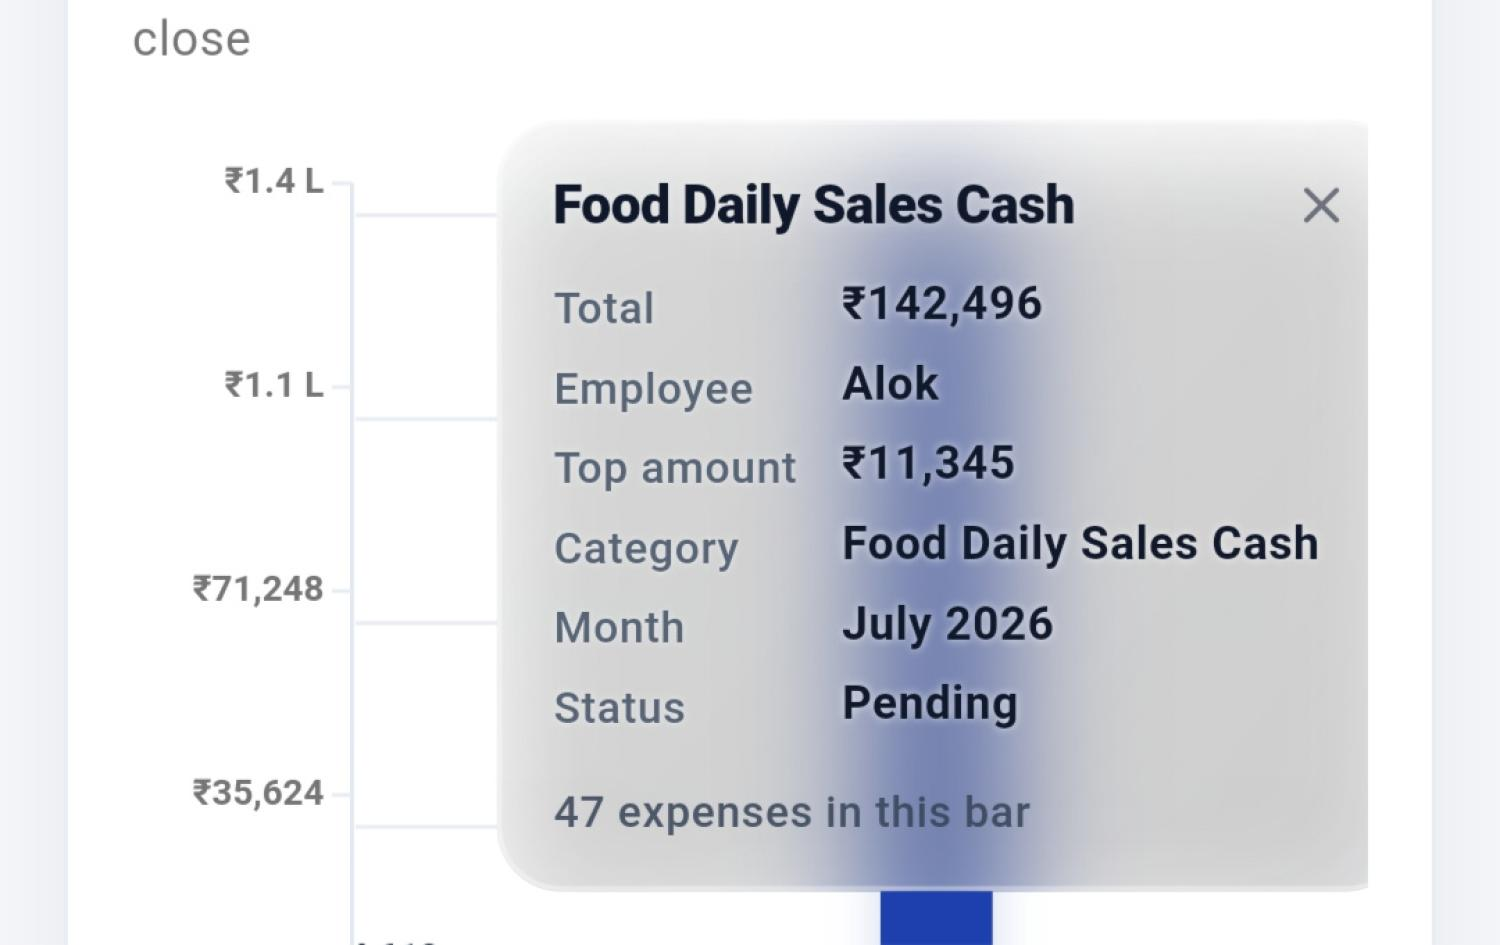 close
₹1.4 L
₹1.1 L
₹71,248
₹35,624
Food Daily Sales Cash
Total ₹142,496
Employee Alok
Top amount ₹11,345
Category Food Daily Sales Cash
Month July 2026
Status Pending
47 expenses in this bar